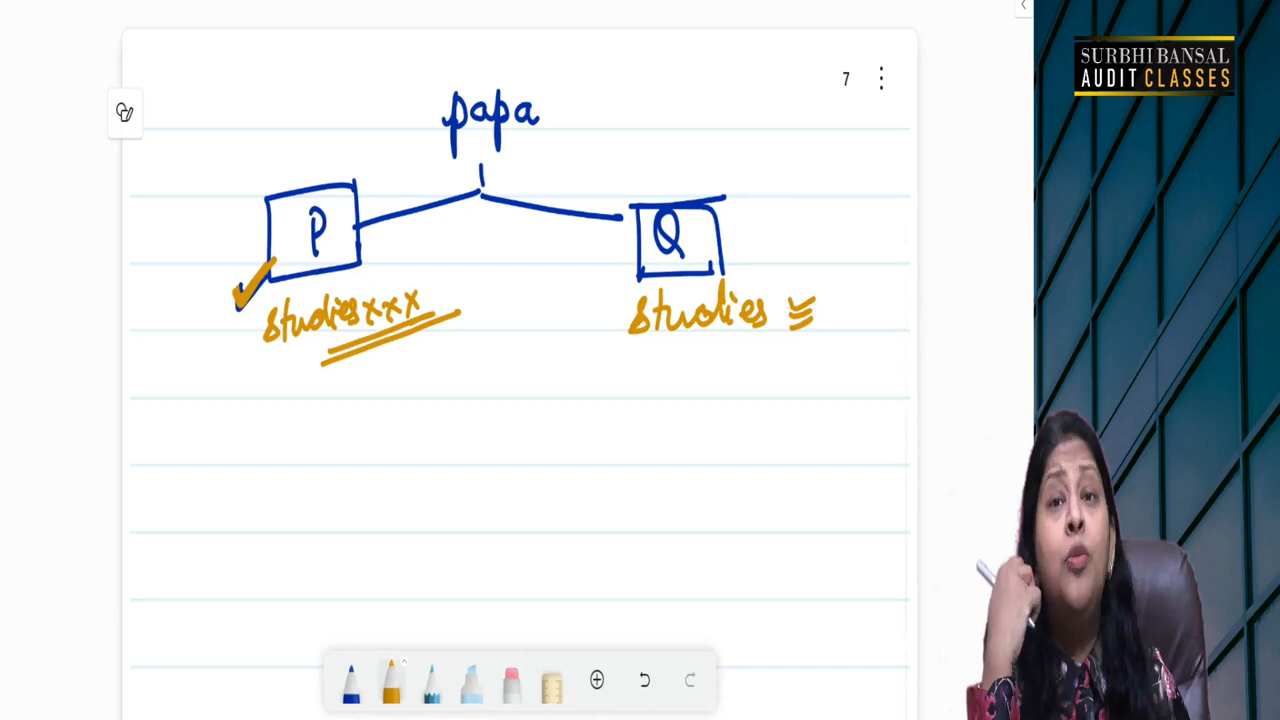 SURBHI BANSAL
AUDIT CLASSES
7
papa
P
Q
studies xxx
studies